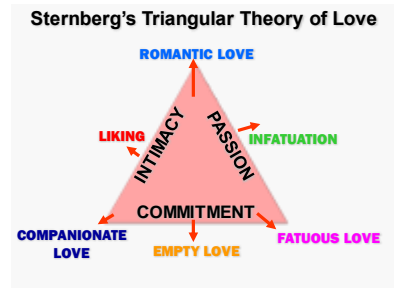 Sternberg's Triangular Theory of Love
ROMANTIC LOVE
LIKING
INTIMACY
PASSION
INFATUATION
COMMITMENT
COMPANIONATE
LOVE
EMPTY LOVE
FATUOUS LOVE